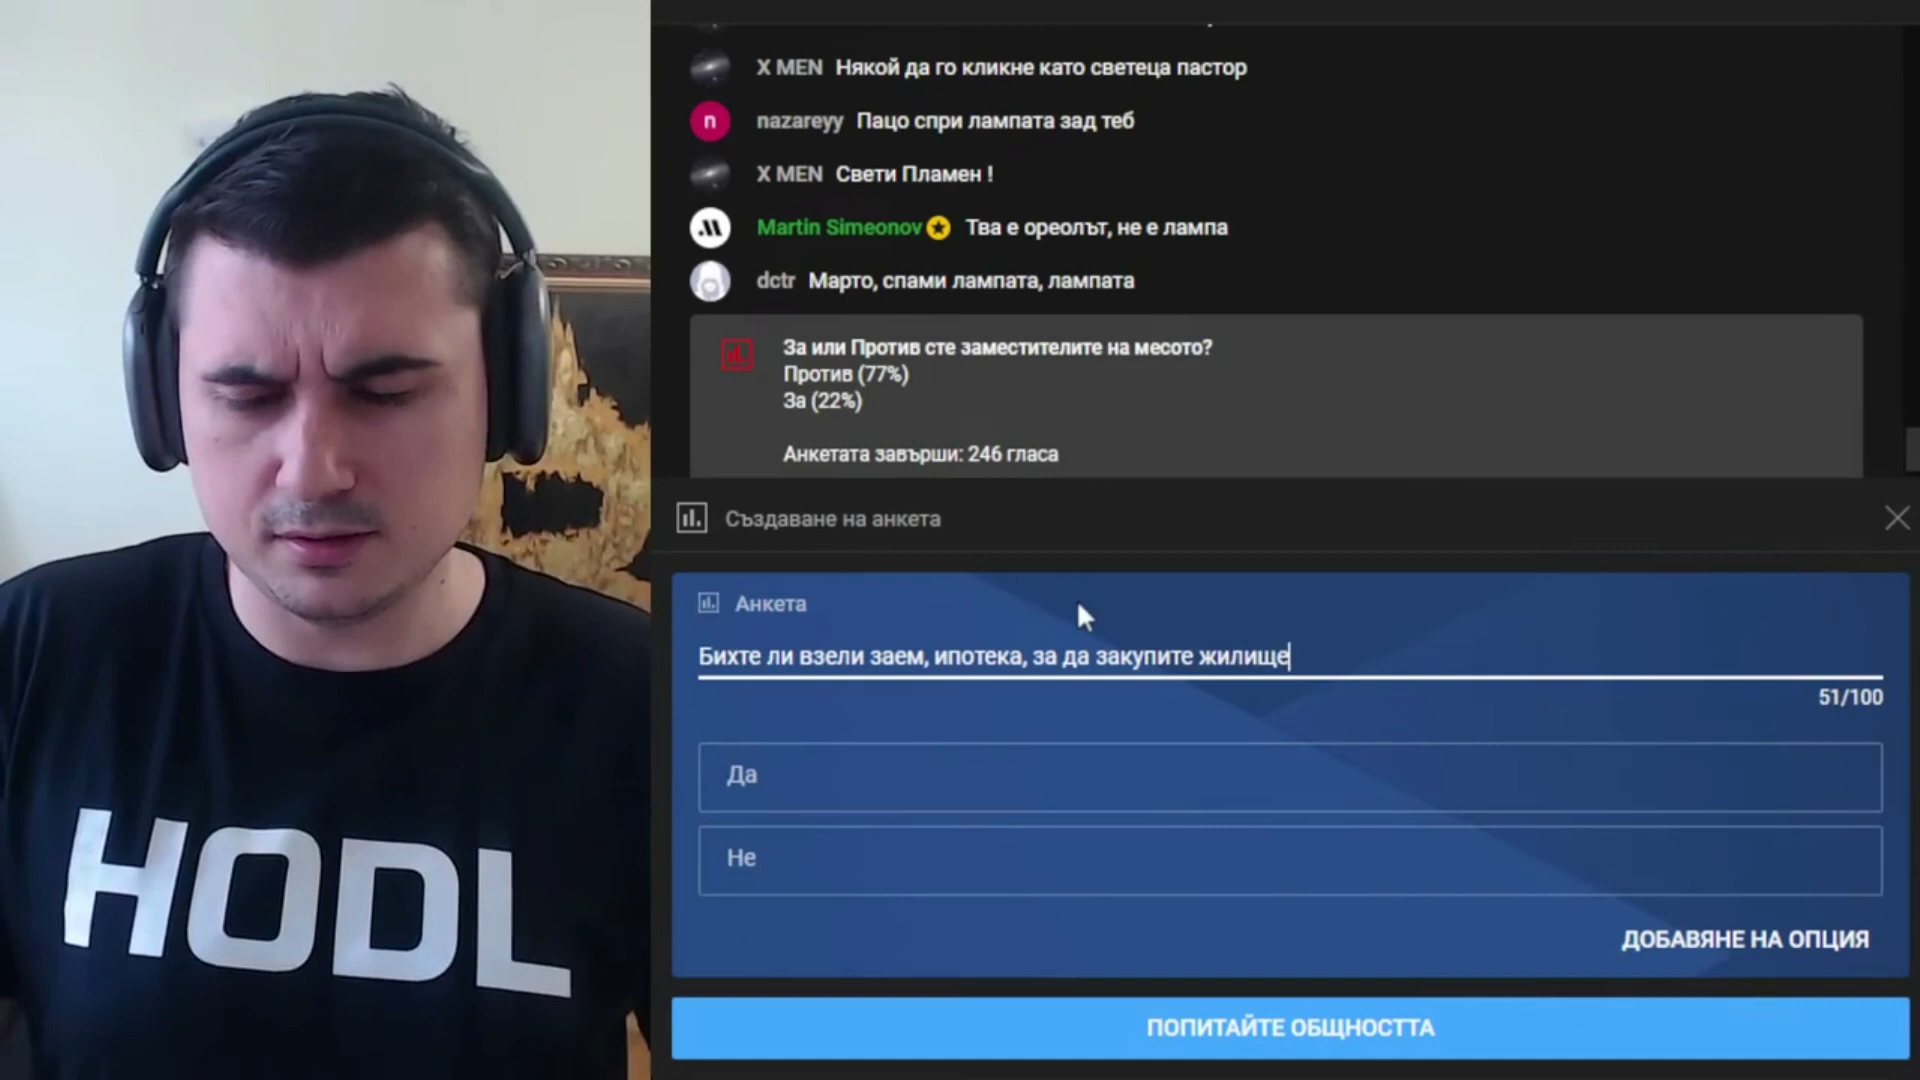 HODL
X MEN Някой да го кликне като светеца пастор
n nazareyy Пацо спри лампата зад теб
X MEN Свети Пламен !
Martin Simeonov Тва е ореолът, не е лампа
dctr Марто, спами лампата, лампата
За или Против сте заместителите на месото?
Против (77%)
За (22%)
Анкетата завърши: 246 гласа
Създаване на анкета
Анкета
Бихте ли взели заем, ипотека, за да закупите жилище
51/100
Да
Не
ДОБАВЯНЕ НА ОПЦИЯ
ПОПИТАЙТЕ ОБЩНОСТТА